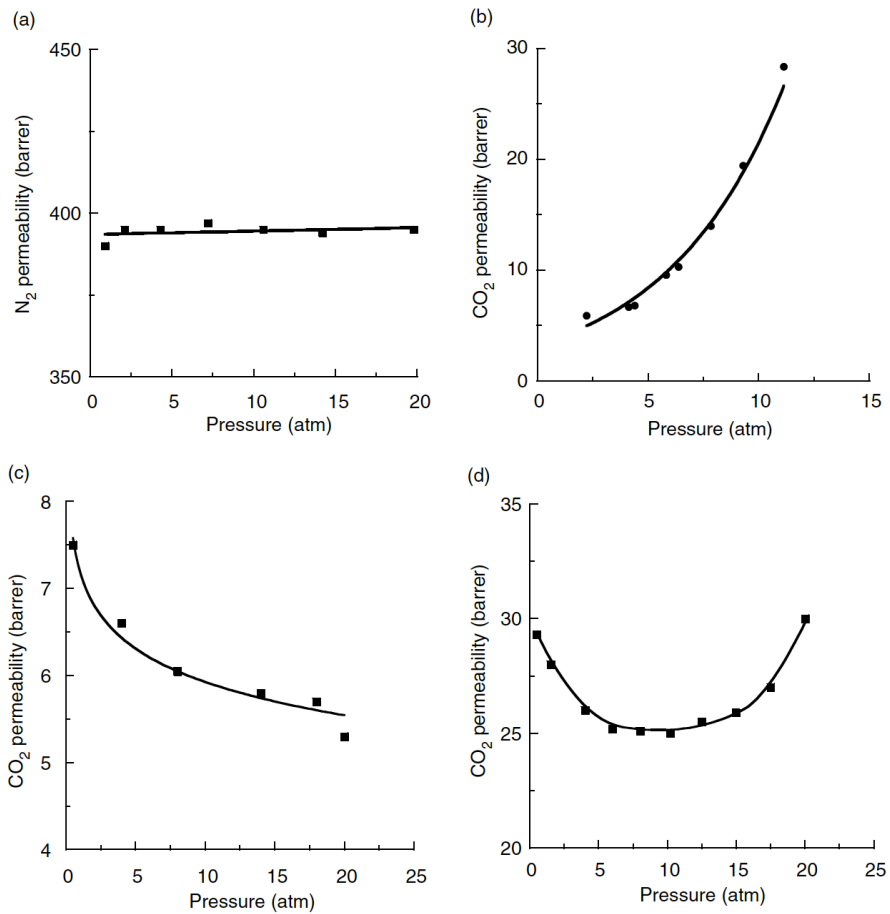 (a)
450
400
350
N2 permeability (barrer)
0 5 10 15 20
Pressure (atm)
(b)
30
20
10
0
CO2 permeability (barrer)
0 5 10 15
Pressure (atm)
(c)
8
7
6
5
4
CO2 permeability (barrer)
0 5 10 15 20 25
Pressure (atm)
(d)
35
30
25
20
CO2 permeability (barrer)
0 5 10 15 20 25
Pressure (atm)